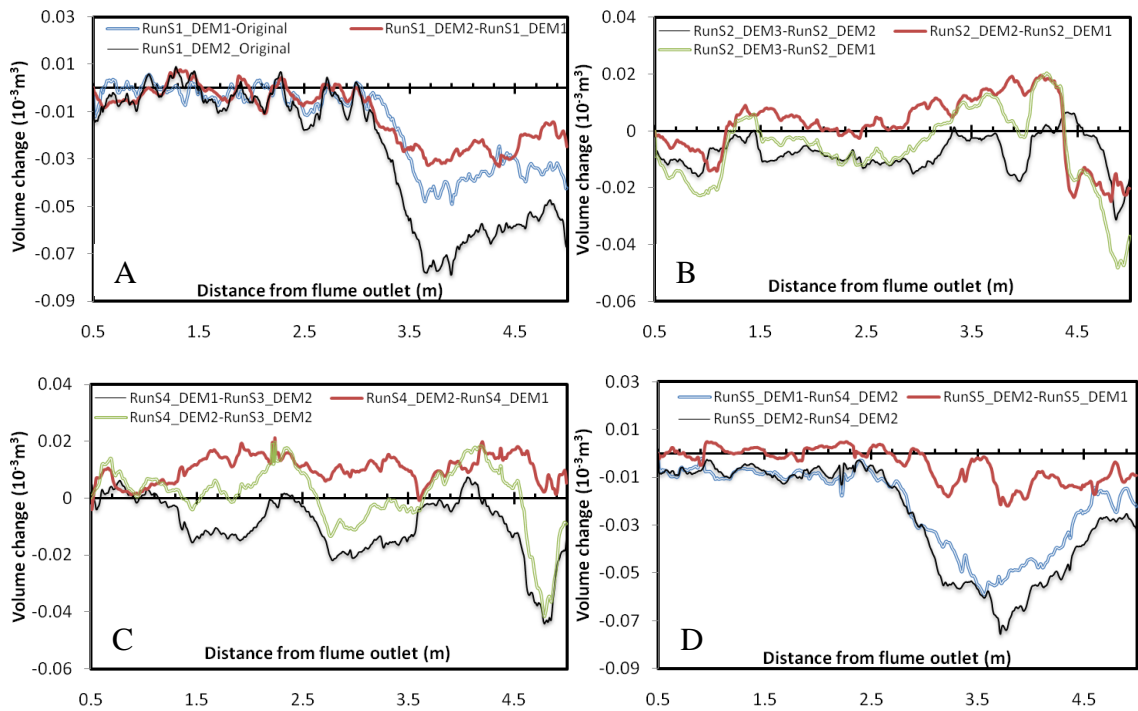 0.03
0.01
-0.01
-0.03
-0.05
-0.07
-0.09
Volume change (10⁻³m³)
RunS1_DEM1-Original
RunS1_DEM2-RunS1_DEM1
RunS1_DEM2_Original
A
Distance from flume outlet (m)
0.5 1.5 2.5 3.5 4.5
0.04
0.02
0
-0.02
-0.04
-0.06
Volume change (10⁻³m³)
RunS2_DEM3-RunS2_DEM2
RunS2_DEM2-RunS2_DEM1
RunS2_DEM3-RunS2_DEM1
B
Distance from flume outlet (m)
0.5 1.5 2.5 3.5 4.5
0.04
0.02
0
-0.02
-0.04
-0.06
Volume change (10⁻³m³)
RunS4_DEM1-RunS3_DEM2
RunS4_DEM2-RunS4_DEM1
RunS4_DEM2-RunS3_DEM2
C
Distance from flume outlet (m)
0.5 1.5 2.5 3.5 4.5
0.03
0.01
-0.01
-0.03
-0.05
-0.07
-0.09
Volume change (10⁻³m³)
RunS5_DEM1-RunS4_DEM2
RunS5_DEM2-RunS5_DEM1
RunS5_DEM2-RunS4_DEM2
D
Distance from flume outlet (m)
0.5 1.5 2.5 3.5 4.5